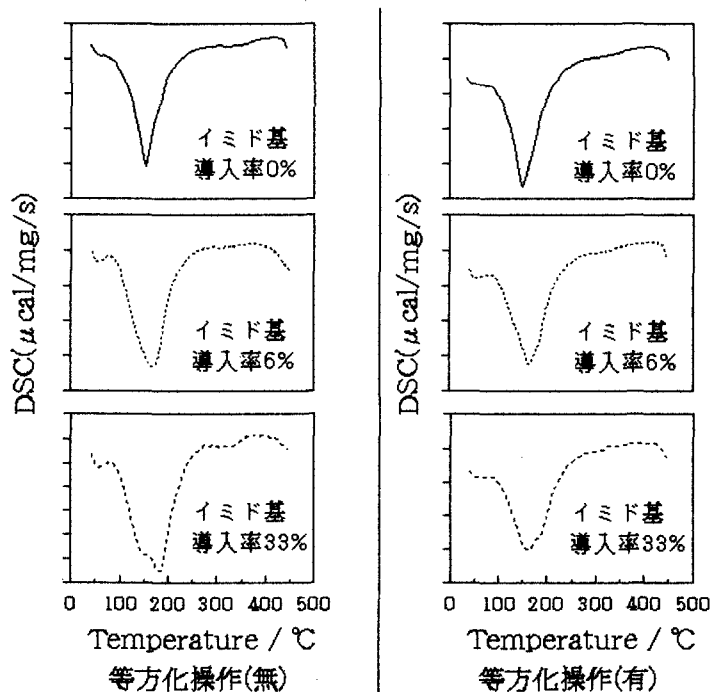 DSC(μcal/mg/s)
イミド基
導入率0%
イミド基
導入率6%
イミド基
導入率33%
0 100 200 300 400 500
Temperature / ℃
等方化操作(無)
DSC(μcal/mg/s)
イミド基
導入率0%
イミド基
導入率6%
イミド基
導入率33%
0 100 200 300 400 500
Temperature / ℃
等方化操作(有)